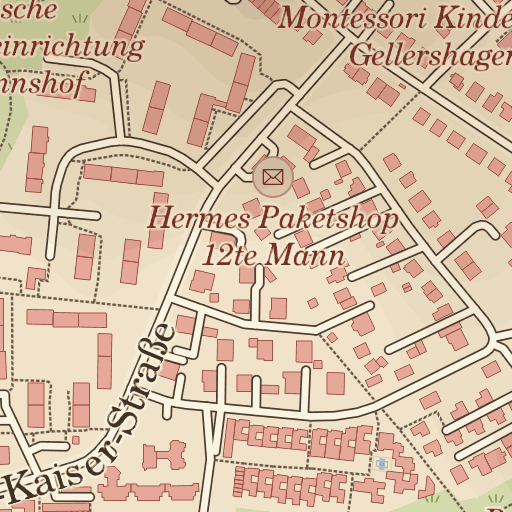 sche
einrichtung
nnshof
Montessori Kinde
Gellershagen
Hermes Paketshop
12te Mann
-Kaiser-Straße